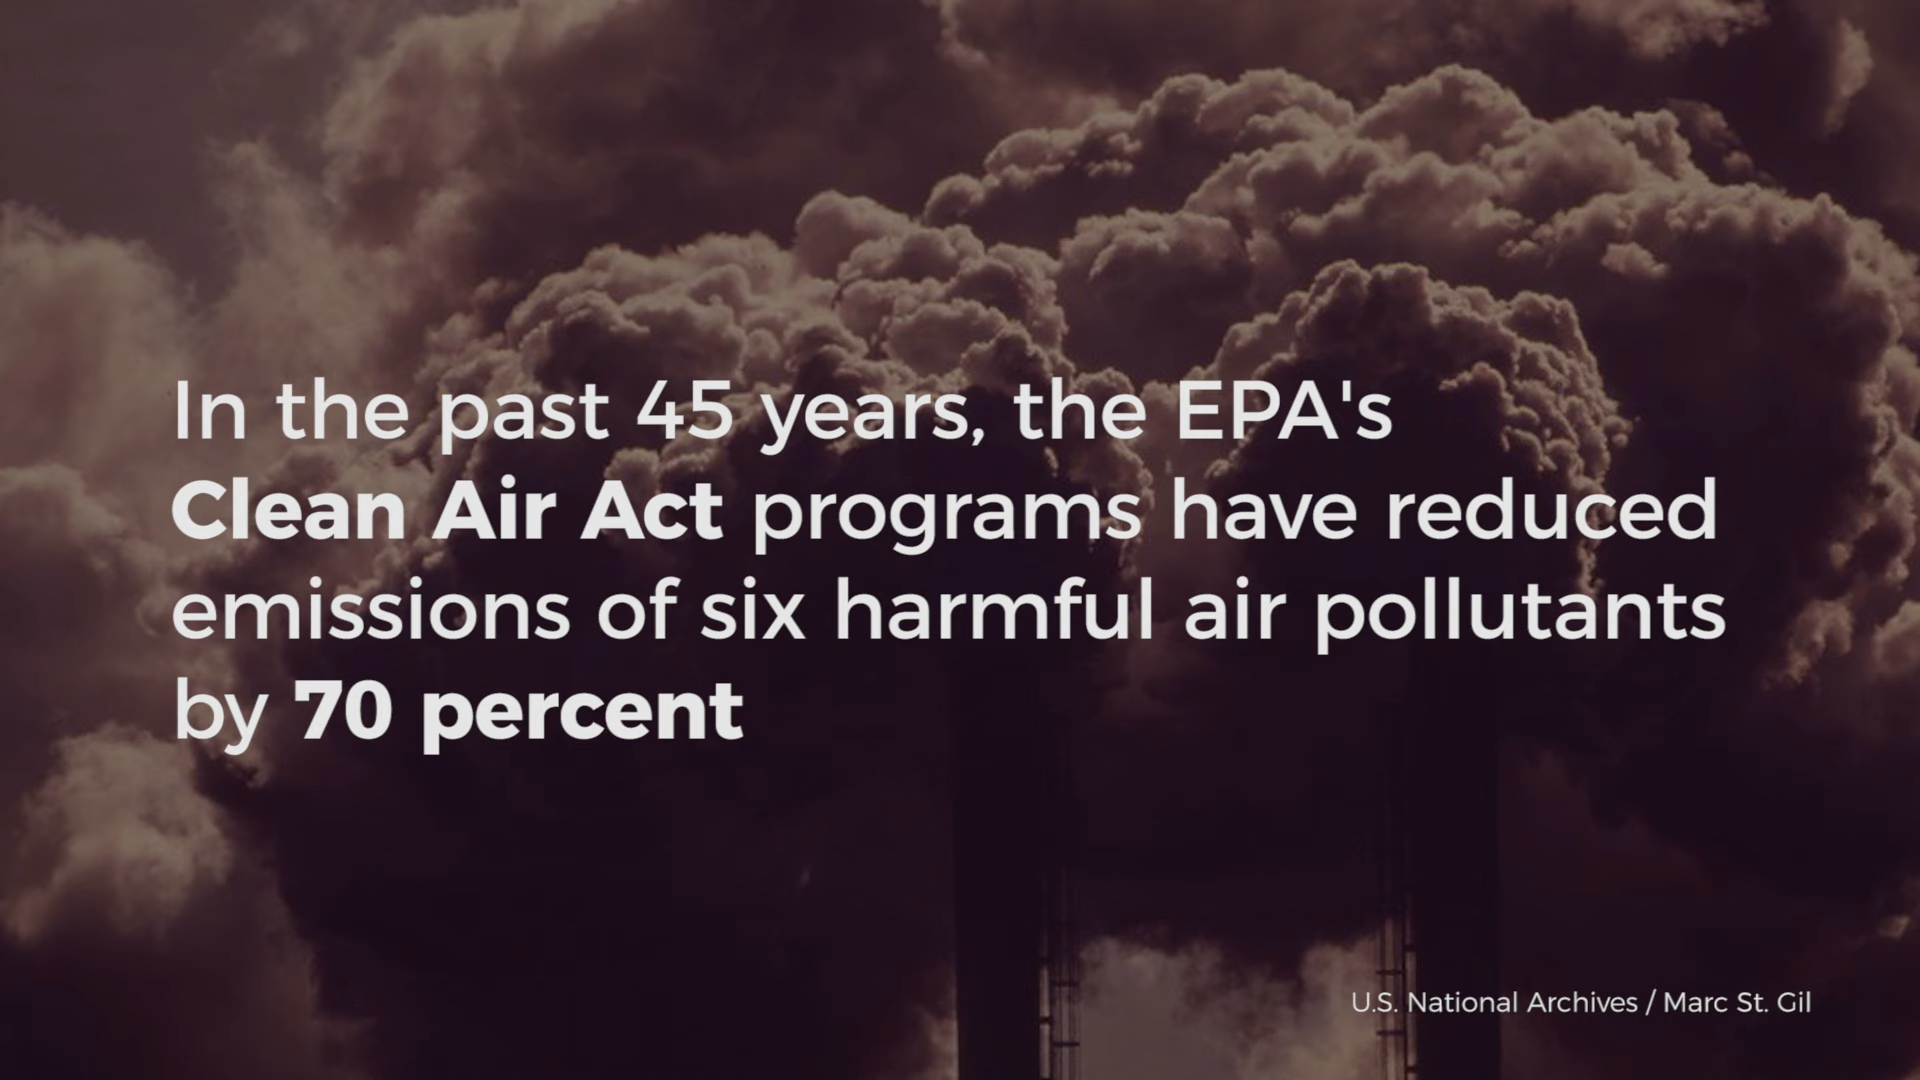 In the past 45 years, the EPA's
Clean Air Act programs have reduced
emissions of six harmful air pollutants
by 70 percent
U.S. National Archives / Marc St. Gil